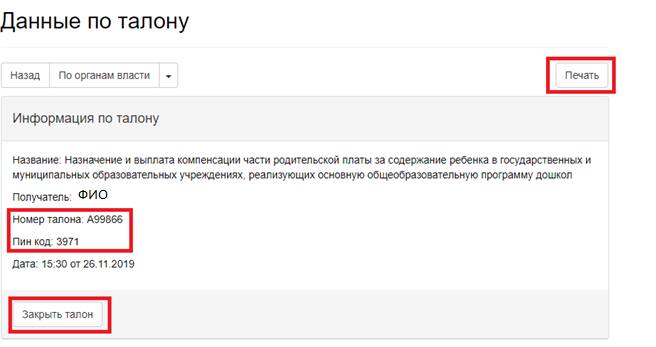 Данные по талону
Назад По органам власти Печать
Информация по талону
Название: Назначение и выплата компенсации части родительской платы за содержание ребенка в государственных и
муниципальных образовательных учреждениях, реализующих основную общеобразовательную программу дошкол
Получатель: ФИО
Номер талона: А99866
Пин код: 3971
Дата: 15:30 от 26.11.2019
Закрыть талон